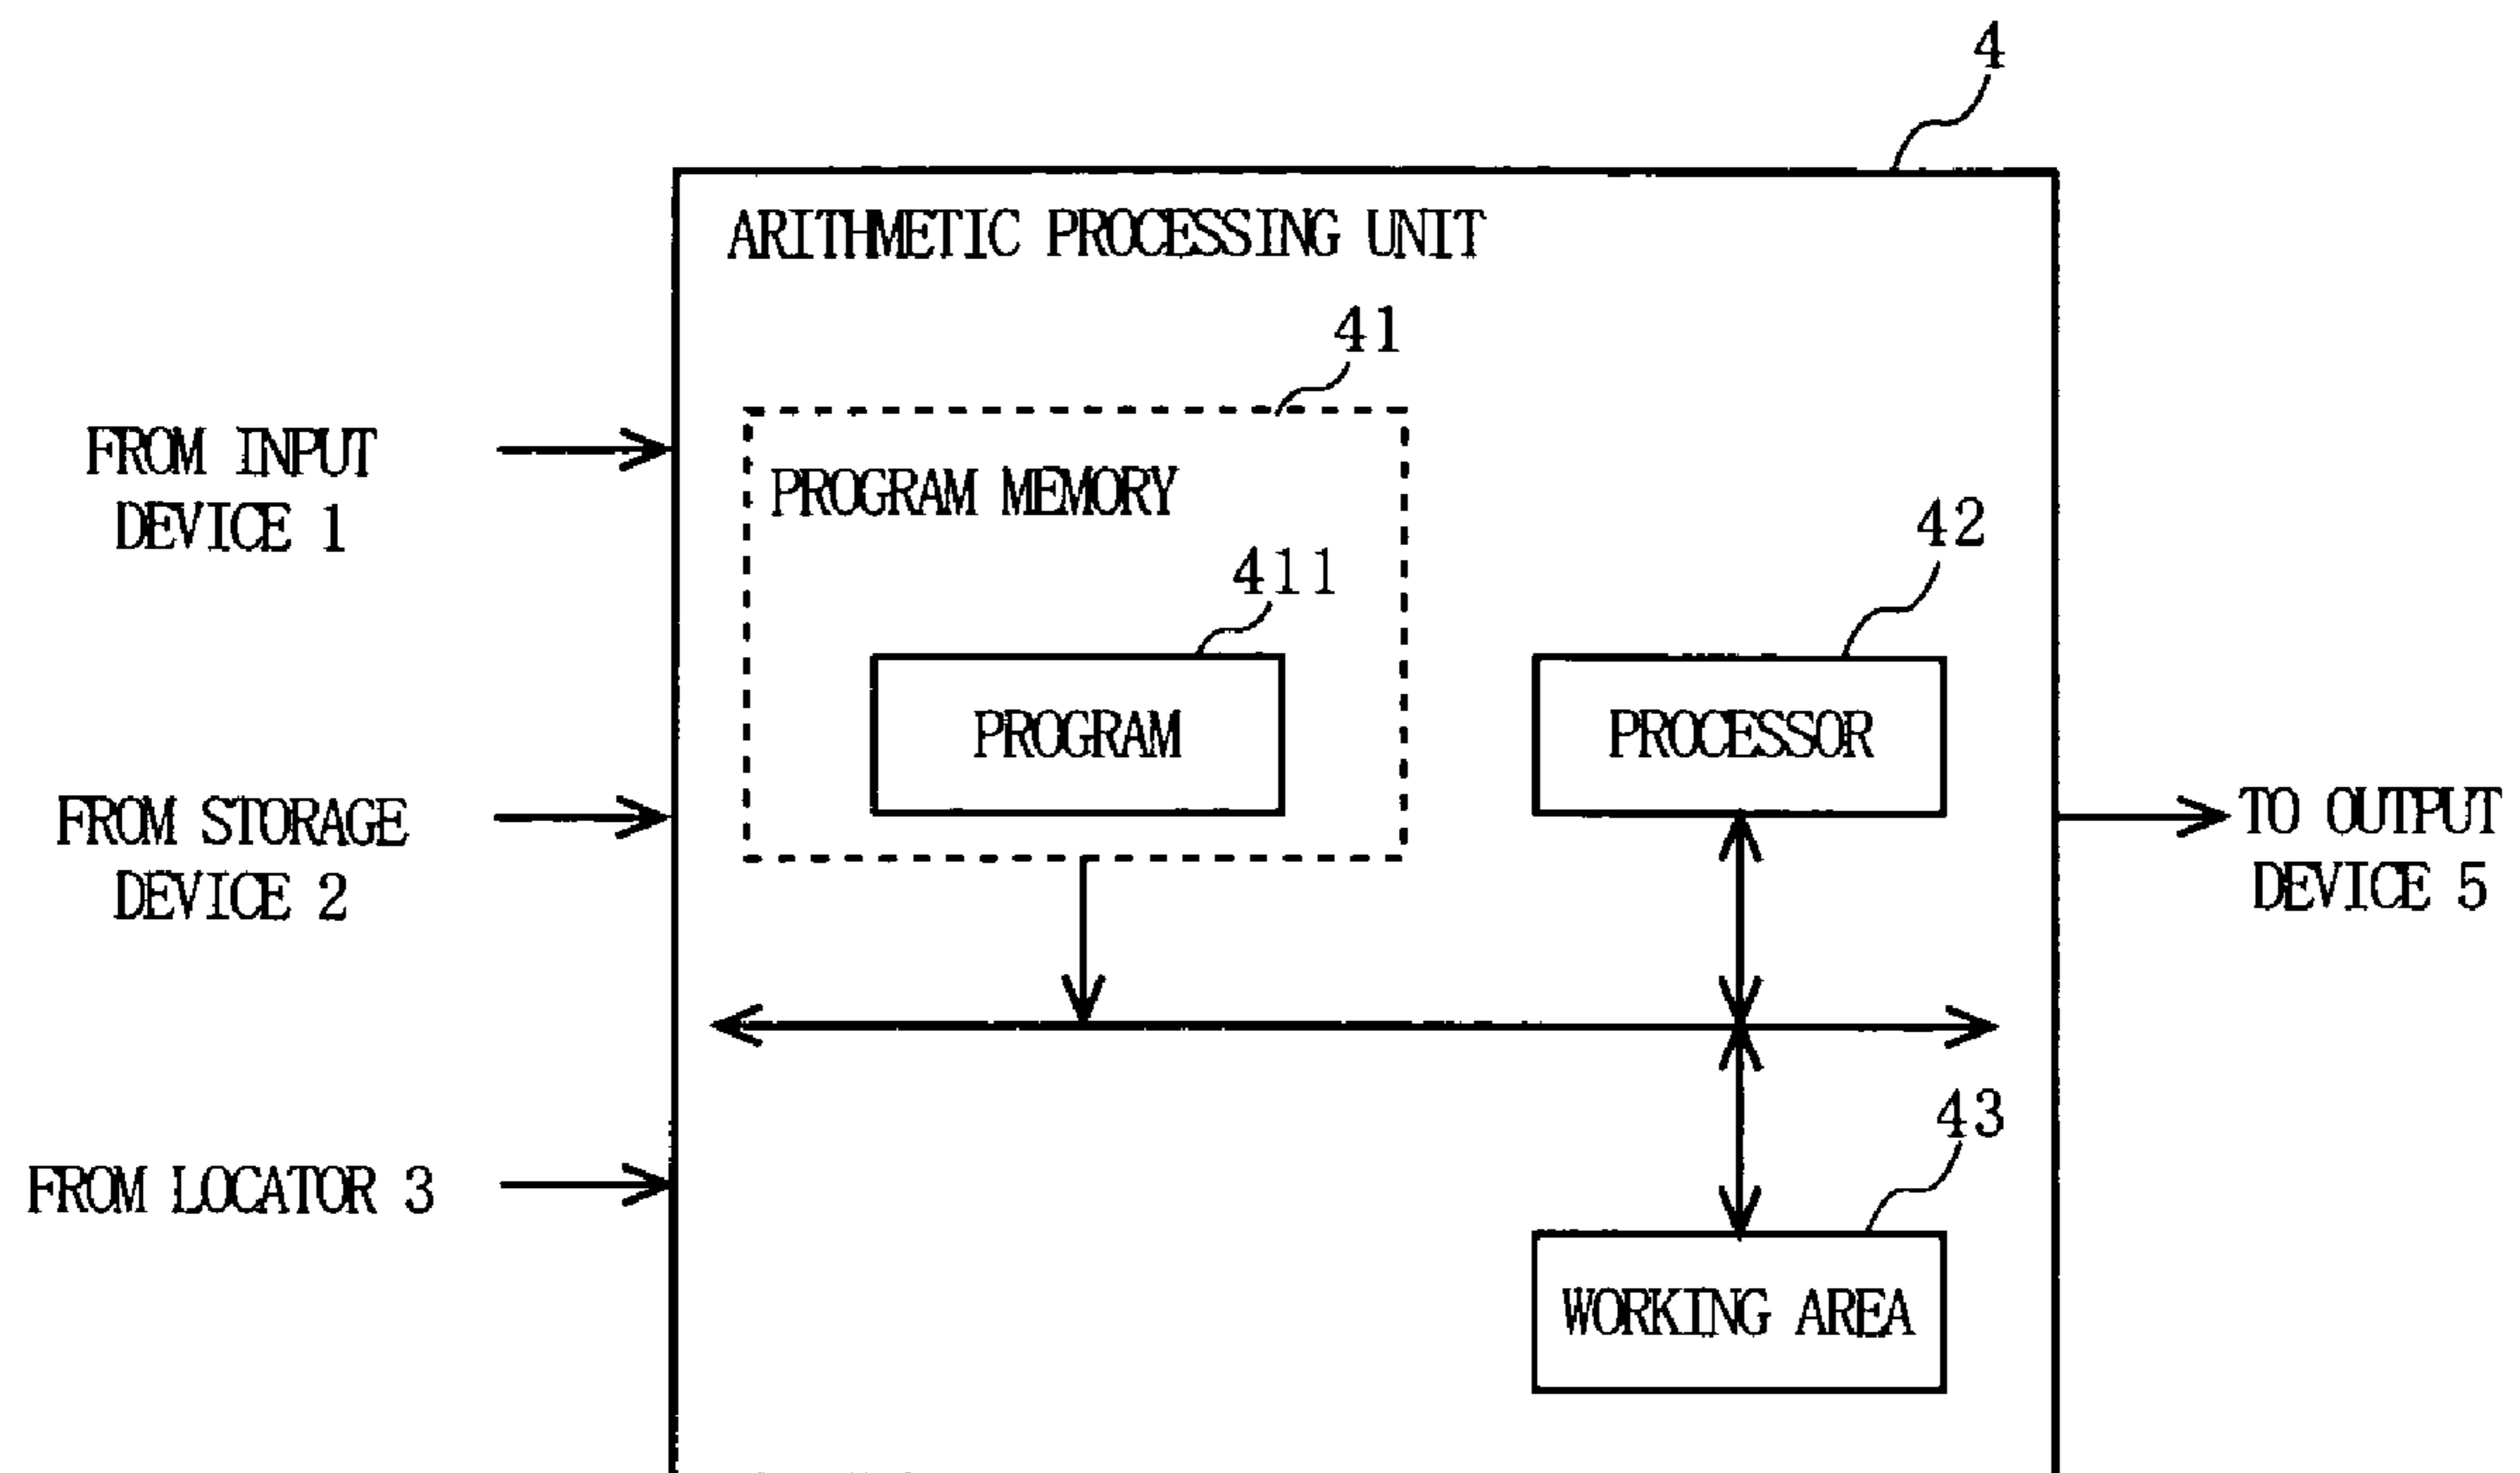 4
ARITHMETIC PROCESSING UNIT
41
FROM INPUT
DEVICE 1
PROGRAM MEMORY
42
411
PROGRAM
PROCESSOR
FROM STORAGE
DEVICE 2
TO OUTPUT
DEVICE 5
43
FROM LOCATOR 3
WORKING AREA